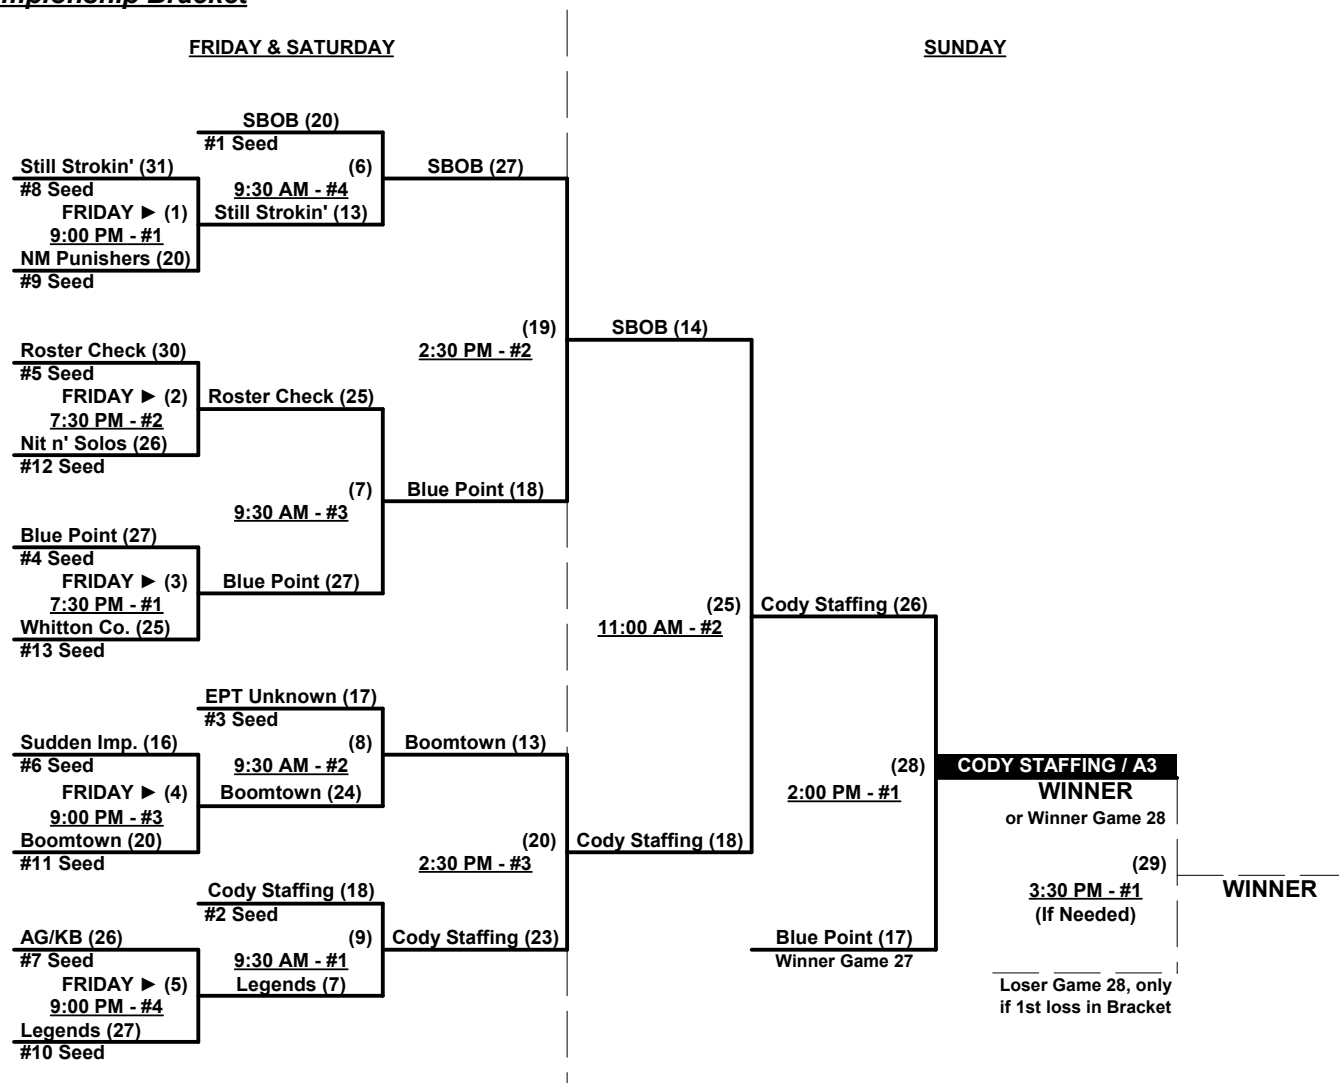 mpionship Bracket
FRIDAY & SATURDAY
SUNDAY
SBOB (20)
#1 Seed
Still Strokin' (31)
(6)
SBOB (27)
#8 Seed
9:30 AM - #4
FRIDAY ► (1)
Still Strokin' (13)
9:00 PM - #1
NM Punishers (20)
#9 Seed
(19)
SBOB (14)
2:30 PM - #2
Roster Check (30)
#5 Seed
FRIDAY ► (2)
Roster Check (25)
7:30 PM - #2
Nit n' Solos (26)
#12 Seed
(7)
Blue Point (18)
9:30 AM - #3
Blue Point (27)
#4 Seed
FRIDAY ► (3)
Blue Point (27)
7:30 PM - #1
Whitton Co. (25)
#13 Seed
(25)
Cody Staffing (26)
11:00 AM - #2
EPT Unknown (17)
#3 Seed
Sudden Imp. (16)
(8)
Boomtown (13)
#6 Seed
9:30 AM - #2
FRIDAY ► (4)
Boomtown (24)
9:00 PM - #3
Boomtown (20)
#11 Seed
(28)
CODY STAFFING / A3
2:00 PM - #1
WINNER
or Winner Game 28
(20)
Cody Staffing (18)
2:30 PM - #3
(29)
3:30 PM - #1
(If Needed)
WINNER
Cody Staffing (18)
#2 Seed
AG/KB (26)
(9)
Cody Staffing (23)
#7 Seed
9:30 AM - #1
FRIDAY ► (5)
Legends (7)
9:00 PM - #4
Legends (27)
#10 Seed
Blue Point (17)
Winner Game 27
Loser Game 28, only
if 1st loss in Bracket